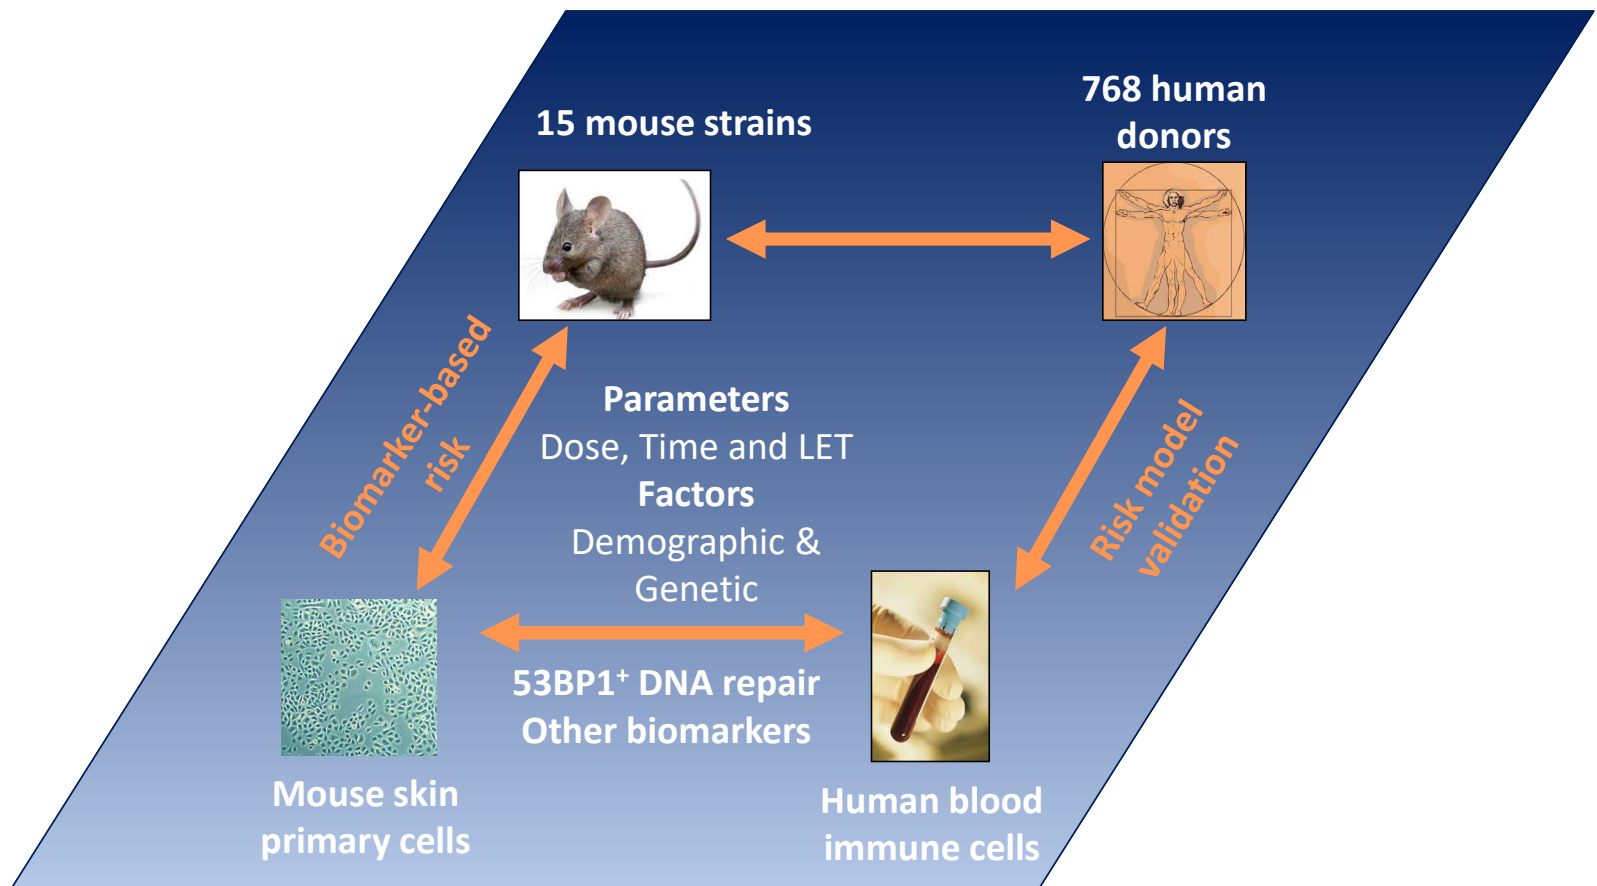 15 mouse strains
768 human
donors
Biomarker-based
risk
Parameters
Dose, Time and LET
Factors
Demographic &
Genetic
Risk model
validation
53BP1⁺ DNA repair
Other biomarkers
Mouse skin
primary cells
Human blood
immune cells